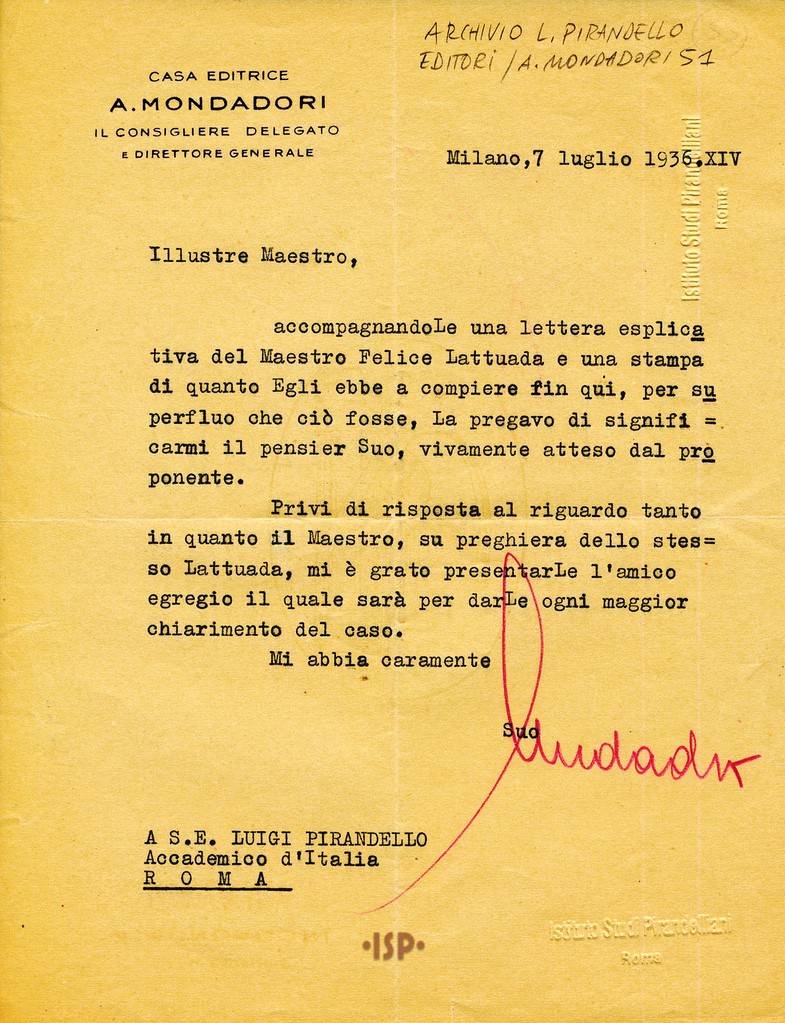 ARCHIVIO L. PIRANDELLO
EDITORI / A. MONDADORI 51
CASA EDITRICE
A. MONDADORI
IL CONSIGLIERE DELEGATO
E DIRETTORE GENERALE
Milano,7 luglio 1936.XIV
Istituto Studi Pirandelliani
Roma
Illustre Maestro,
accompagnandoLe una lettera esplica
tiva del Maestro Felice Lattuada e una stampa
di quanto Egli ebbe a compiere fin qui, per su
perfluo che ciò fosse, La pregavo di signifi =
carmi il pensier Suo, vivamente atteso dal pro
ponente.
Privi di risposta al riguardo tanto
in quanto il Maestro, su preghiera dello stes=
so Lattuada, mi è grato presentarLe l'amico
egregio il quale sarà per darLe ogni maggior
chiarimento del caso.
Mi abbia caramente
Suo
Mondadori
A S.E. LUIGI PIRANDELLO
Accademico d'Italia
R O M A
•ISP•
Istituto Studi Pirandelliani
Roma